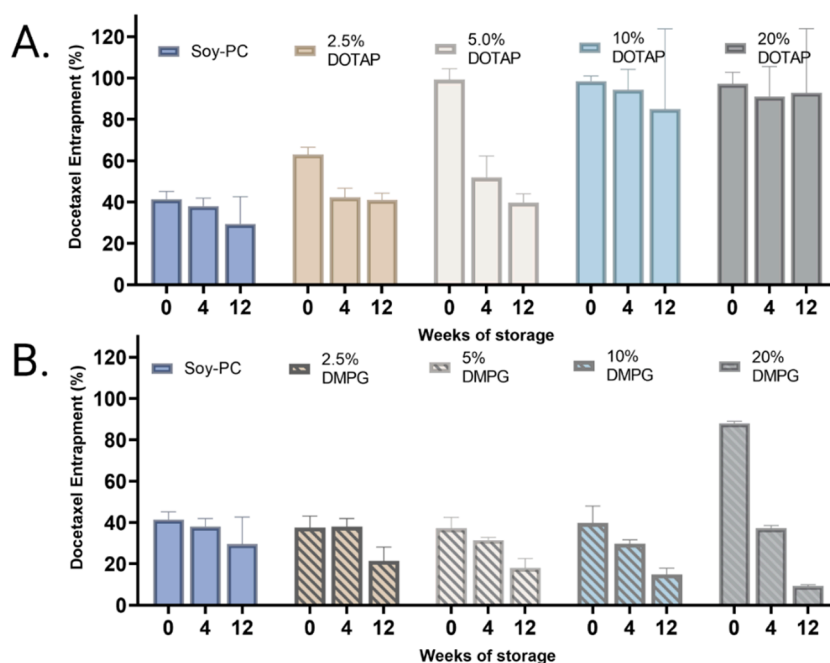 A.
Docetaxel Entrapment (%)
120
100
80
60
40
20
0
Soy-PC
2.5%
DOTAP
5.0%
DOTAP
10%
DOTAP
20%
DOTAP
0 4 12 0 4 12 0 4 12 0 4 12 0 4 12
Weeks of storage
B.
Docetaxel Entrapment (%)
120
100
80
60
40
20
0
Soy-PC
2.5%
DMPG
5%
DMPG
10%
DMPG
20%
DMPG
0 4 12 0 4 12 0 4 12 0 4 12 0 4 12
Weeks of storage